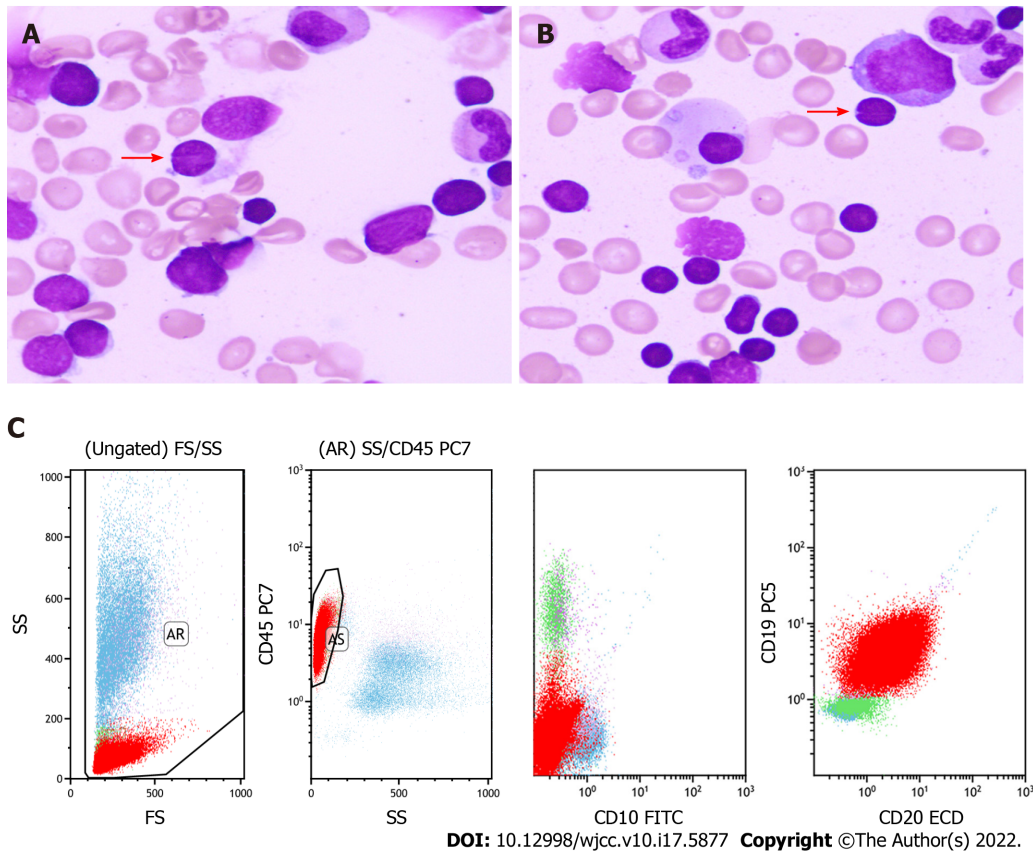 A
B
C
(Ungated) FS/SS
(AR) SS/CD45 PC7
1000
800
600
400
200
0
SS
AR
0
500
1000
FS
10³
10²
10¹
10⁰
CD45 PC7
AS
0
500
1000
SS
10⁰
10¹
10²
10³
CD10 FITC
10³
10²
10¹
10⁰
CD19 PC5
10⁰
10¹
10²
10³
CD20 ECD
DOI: 10.12998/wjcc.v10.i17.5877 Copyright ©The Author(s) 2022.